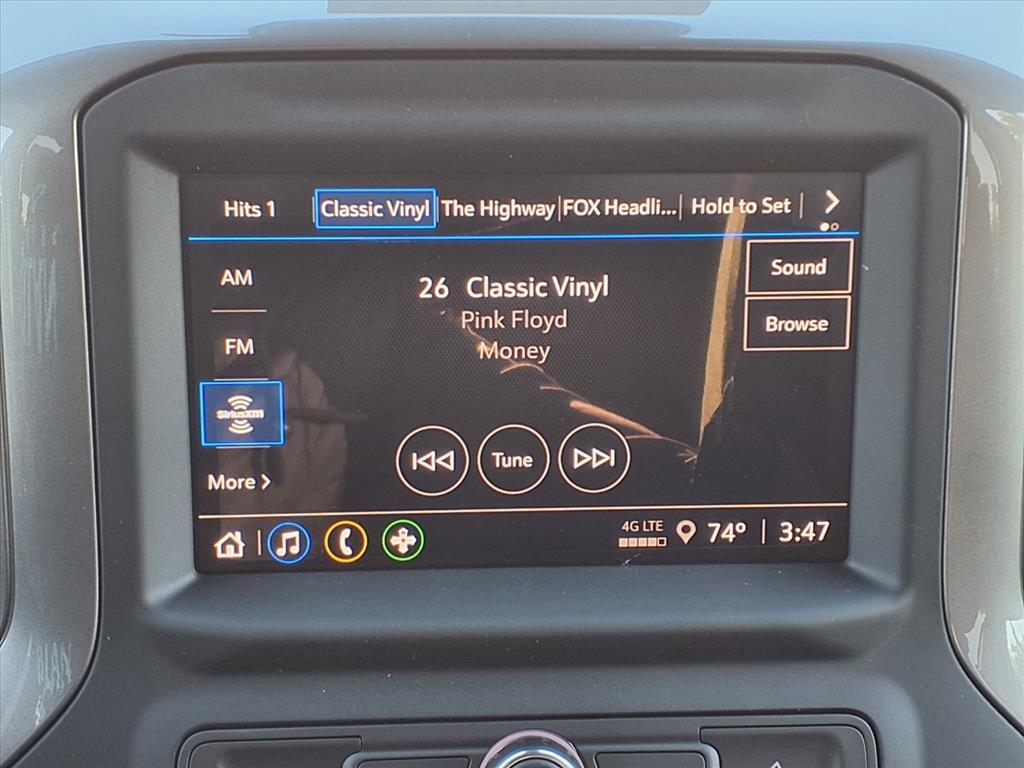 Hits 1 Classic Vinyl The Highway FOX Headli... Hold to Set
AM
26 Classic Vinyl
Sound
Pink Floyd
Browse
FM
Money
SiriusXM
More
Tune
4G LTE
74° 3:47